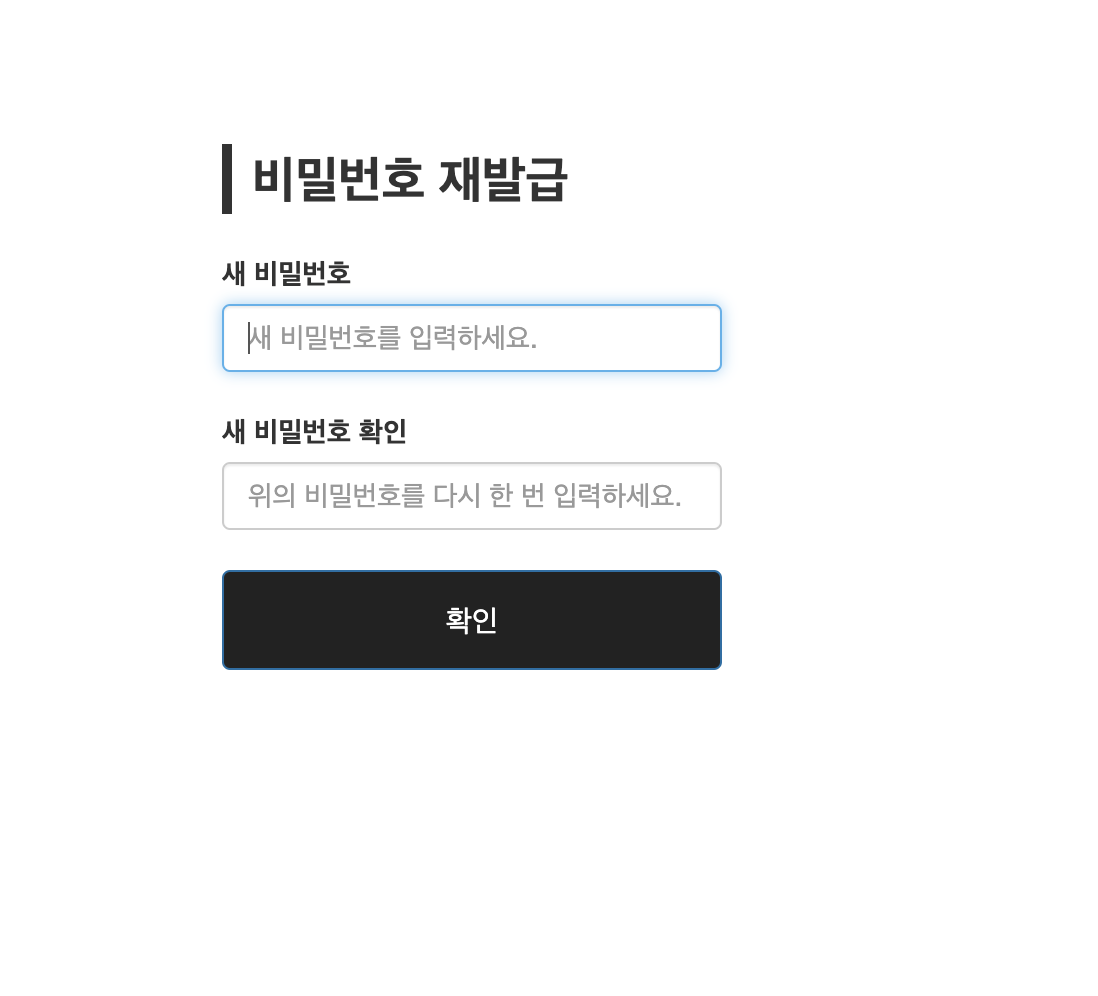 비밀번호 재발급
새 비밀번호
새 비밀번호를 입력하세요.
새 비밀번호 확인
위의 비밀번호를 다시 한 번 입력하세요.
확인